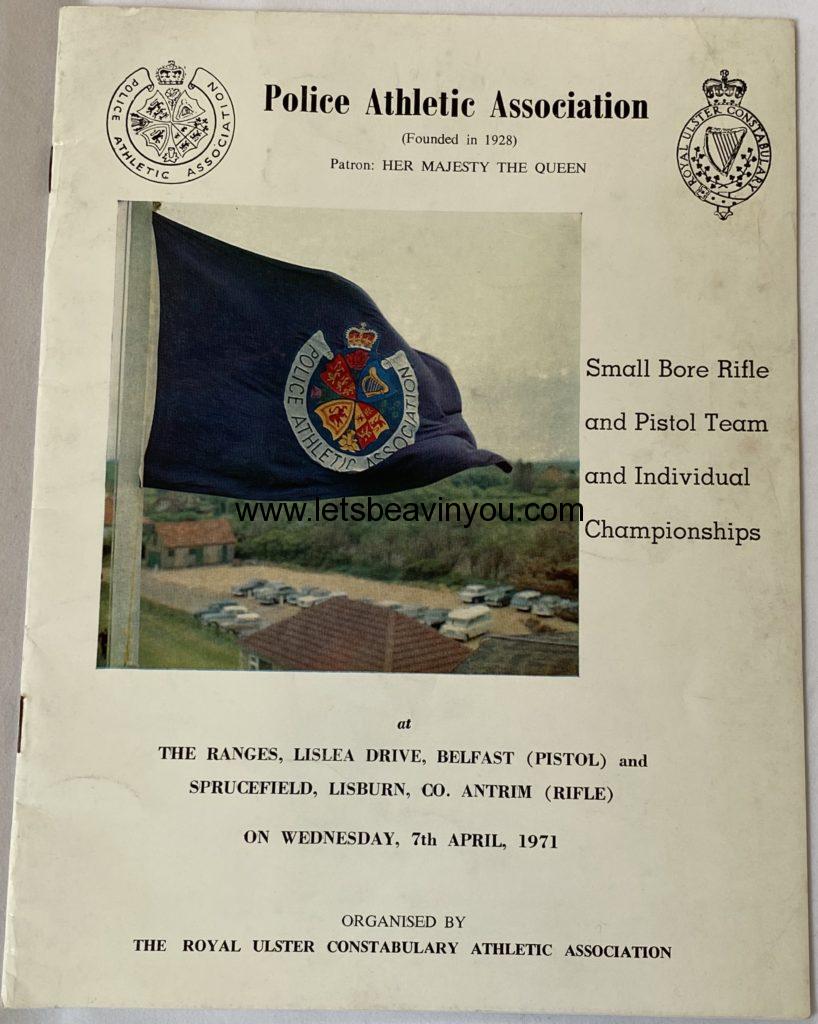 POLICE ATHLETIC ASSOCIATION
Police Athletic Association
(Founded in 1928)
Patron: HER MAJESTY THE QUEEN
ROYAL ULSTER CONSTABULARY
POLICE ATHLETIC ASSOCIATION
Small Bore Rifle
and Pistol Team
and Individual
Championships
www.letsbeavinyou.com
at
THE RANGES, LISLEA DRIVE, BELFAST (PISTOL) and
SPRUCEFIELD, LISBURN, CO. ANTRIM (RIFLE)
ON WEDNESDAY, 7th APRIL, 1971
ORGANISED BY
THE ROYAL ULSTER CONSTABULARY ATHLETIC ASSOCIATION